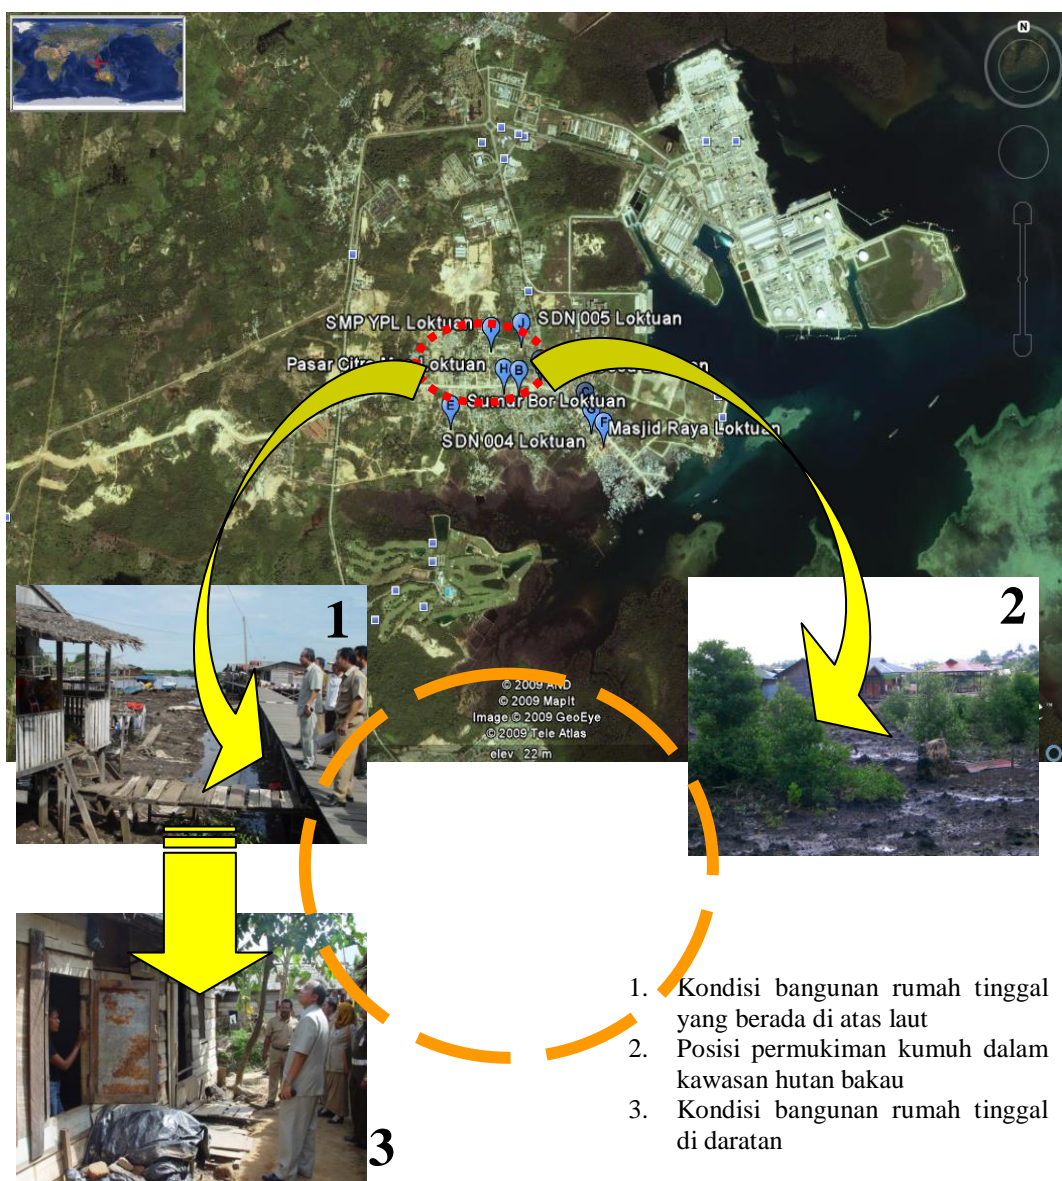 N
SMP YPL Loktuan
I
J
SDN 005 Loktuan
Pasar Citra Loktuan
H
B
E
Sumur Bor Loktuan
C
G
F
Masjid Raya Loktuan
SDN 004 Loktuan
1
2
© 2009 AND
© 2009 MapIt
Image © 2009 GeoEye
© 2009 Tele Atlas
elev 22 m
3
1. Kondisi bangunan rumah tinggal
yang berada di atas laut
2. Posisi permukiman kumuh dalam
kawasan hutan bakau
3. Kondisi bangunan rumah tinggal
di daratan